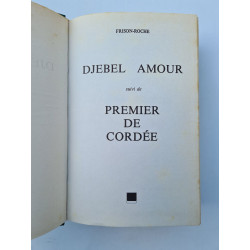 FRISON-ROCHE
DJEBEL AMOUR
suivi de
PREMIER
DE
CORDÉE